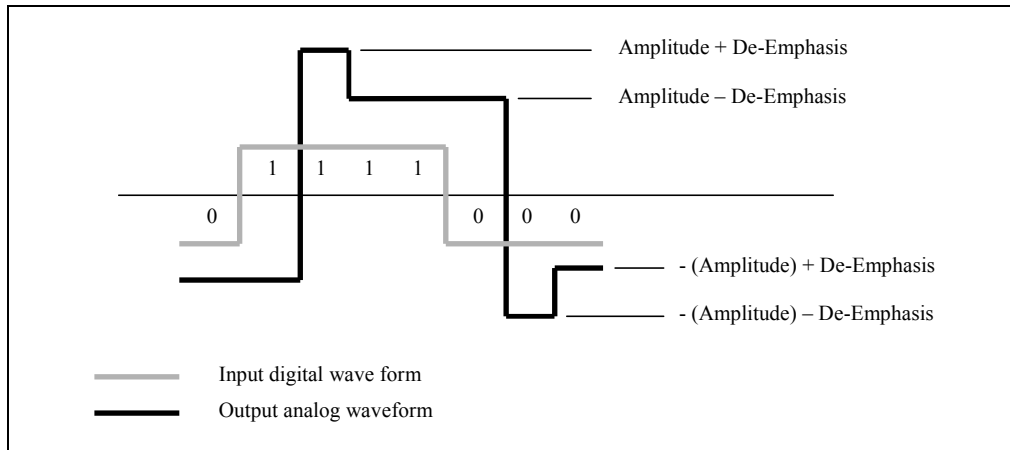 Amplitude + De-Emphasis
Amplitude – De-Emphasis
1 1 1 1
0 0 0 0
- (Amplitude) + De-Emphasis
- (Amplitude) – De-Emphasis
Input digital wave form
Output analog waveform